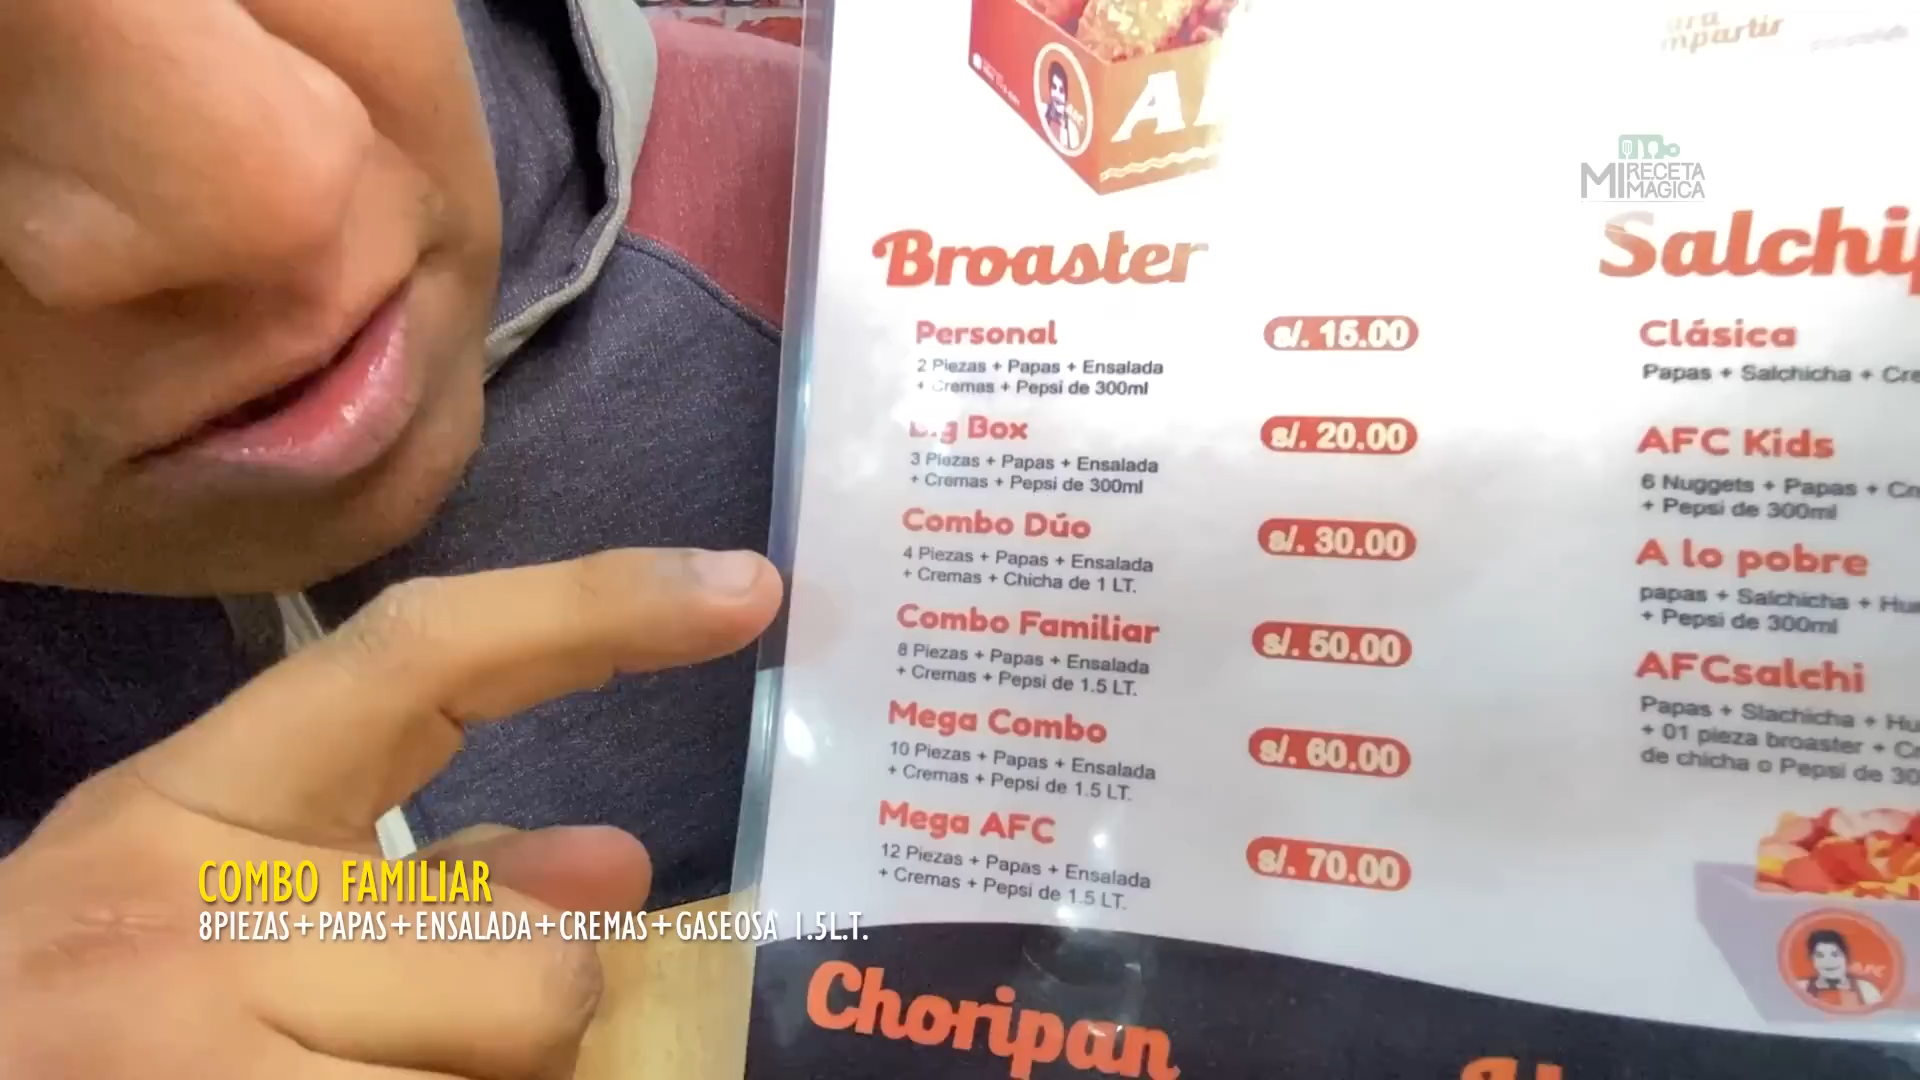 MI RECETA
MAGICA
Broaster
Personal s/. 15.00
2 Piezas + Papas + Ensalada
+ Cremas + Pepsi de 300ml
Big Box s/. 20.00
3 Piezas + Papas + Ensalada
+ Cremas + Pepsi de 300ml
Combo Dúo s/. 30.00
4 Piezas + Papas + Ensalada
+ Cremas + Chicha de 1 LT.
Combo Familiar s/. 50.00
8 Piezas + Papas + Ensalada
+ Cremas + Pepsi de 1.5 LT.
Mega Combo s/. 60.00
10 Piezas + Papas + Ensalada
+ Cremas + Pepsi de 1.5 LT.
Mega AFC s/. 70.00
12 Piezas + Papas + Ensalada
+ Cremas + Pepsi de 1.5 LT.
Choripan
Salchi
Clásica
Papas + Salchicha + Cre
AFC Kids
6 Nuggets + Papas +
+ Pepsi de 300ml
A lo pobre
papas + Salchicha + Hu
+ Pepsi de 300ml
AFCsalchi
Papas + Slachicha + Hu
+ 01 pieza broaster +
de chicha o Pepsi de 30
COMBO FAMILIAR
8PIEZAS+PAPAS+ENSALADA+CREMAS+GASEOSA 1.5L.T.